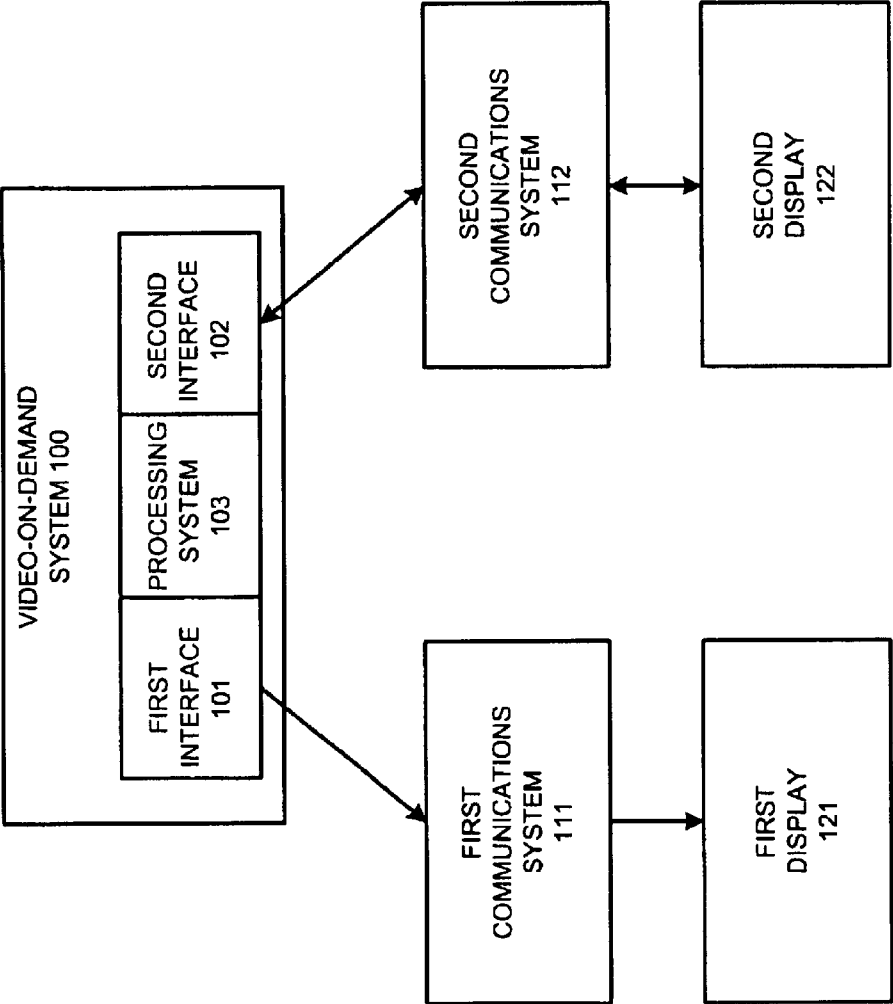 VIDEO-ON-DEMAND
SYSTEM 100
FIRST
INTERFACE
101
PROCESSING
SYSTEM
103
SECOND
INTERFACE
102
FIRST
COMMUNICATIONS
SYSTEM
111
SECOND
COMMUNICATIONS
SYSTEM
112
FIRST
DISPLAY
121
SECOND
DISPLAY
122